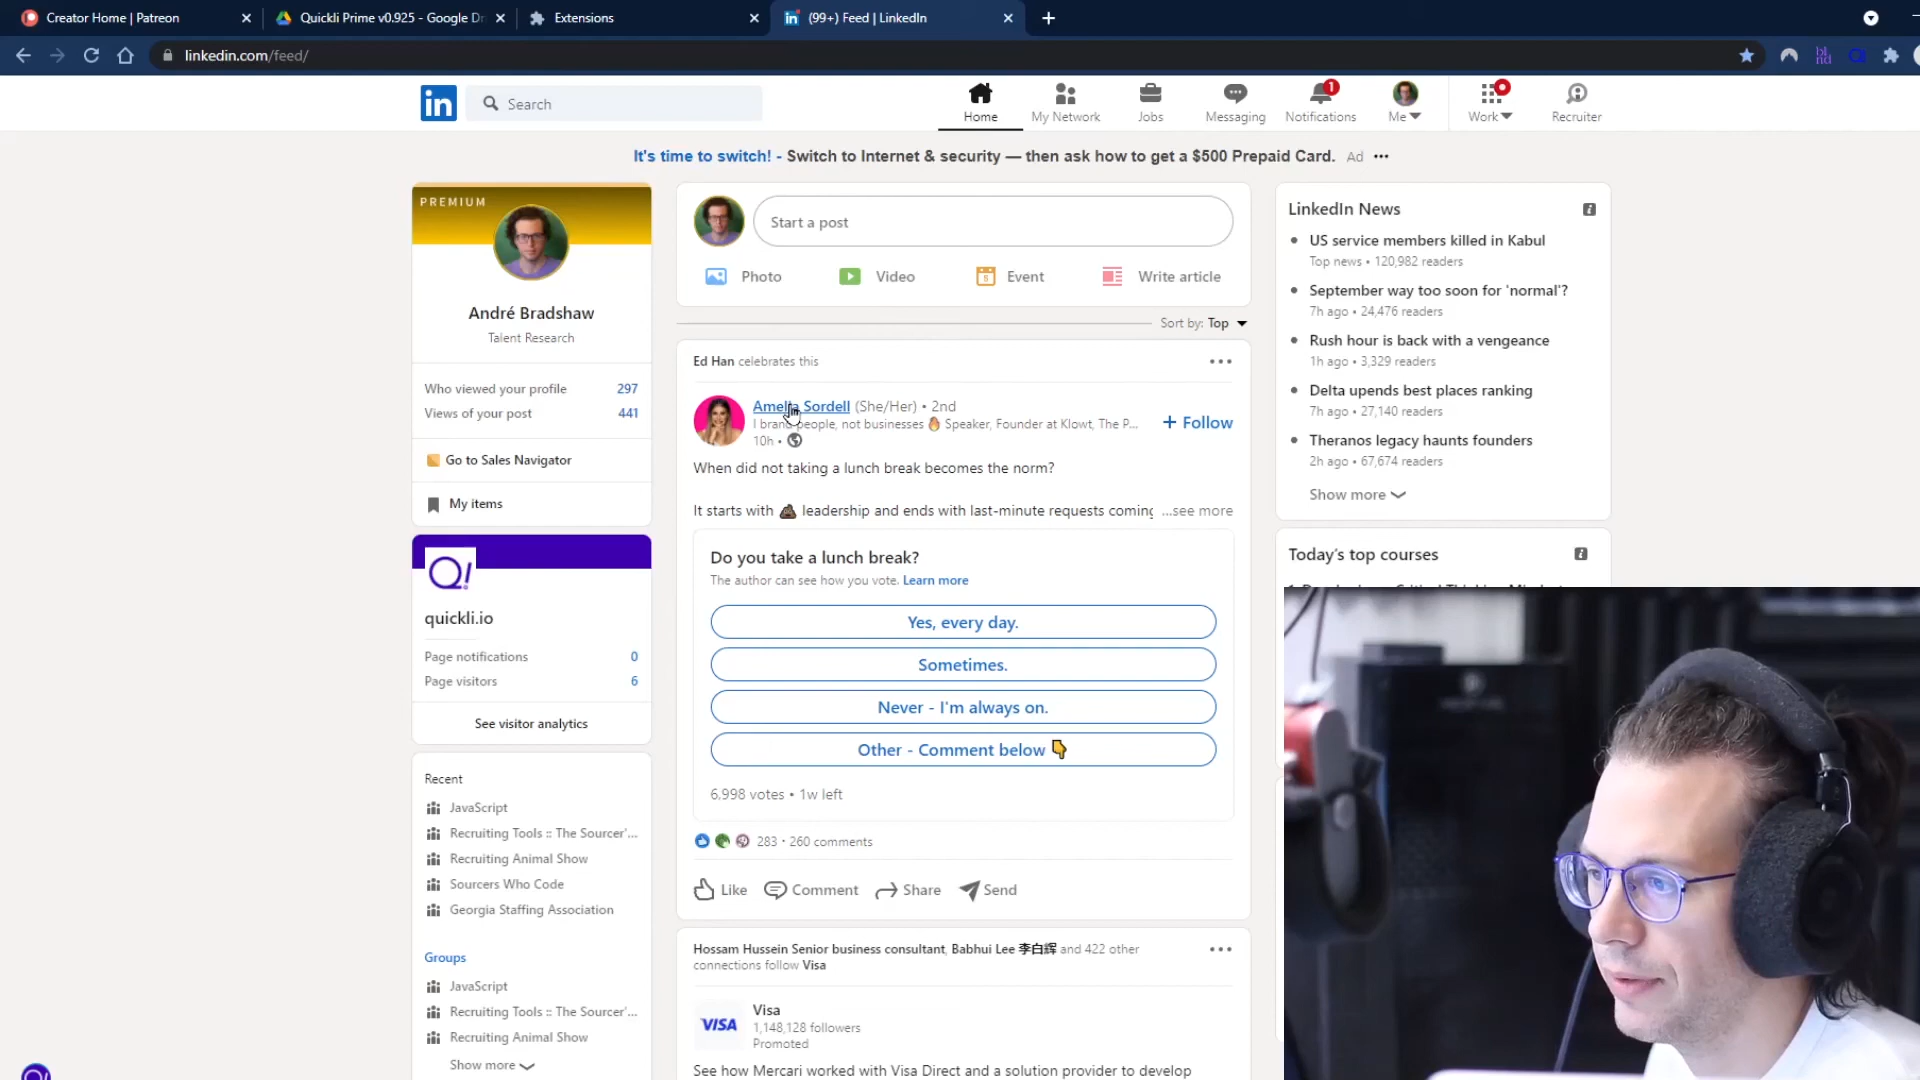 Creator Home | Patreon
Quickli Prime v0.925 - Google Dr
Extensions
(99+) Feed | LinkedIn
linkedin.com/feed/
in
Search
Home
My Network
Jobs
Messaging
1
Notifications
Me
Work
Recruiter
It's time to switch! - Switch to Internet & security — then ask how to get a $500 Prepaid Card. Ad
PREMIUM
André Bradshaw
Talent Research
Who viewed your profile 297
Views of your post 441
Go to Sales Navigator
My items
Q!
quickli.io
Page notifications 0
Page visitors 6
See visitor analytics
Recent
JavaScript
Recruiting Tools :: The Sourcer'...
Recruiting Animal Show
Sourcers Who Code
Georgia Staffing Association
Groups
JavaScript
Recruiting Tools :: The Sourcer'...
Recruiting Animal Show
Show more
Start a post
Photo
Video
Event
Write article
Sort by: Top
Ed Han celebrates this
Amelia Sordell (She/Her) • 2nd
I brand people, not businesses 🔥 Speaker, Founder at Klowt, The P...
10h •
+ Follow
When did not taking a lunch break becomes the norm?
It starts with 💩 leadership and ends with last-minute requests coming ...see more
Do you take a lunch break?
The author can see how you vote. Learn more
Yes, every day.
Sometimes.
Never - I'm always on.
Other - Comment below 👇
6,998 votes • 1w left
283 • 260 comments
Like
Comment
Share
Send
Hossam Hussein Senior business consultant, Babhui Lee 李白辉 and 422 other
connections follow Visa
VISA
Visa
1,148,128 followers
Promoted
See how Mercari worked with Visa Direct and a solution provider to develop
LinkedIn News
US service members killed in Kabul
Top news • 120,982 readers
September way too soon for 'normal'?
7h ago • 24,476 readers
Rush hour is back with a vengeance
1h ago • 3,329 readers
Delta upends best places ranking
7h ago • 27,140 readers
Theranos legacy haunts founders
2h ago • 67,674 readers
Show more
Today's top courses